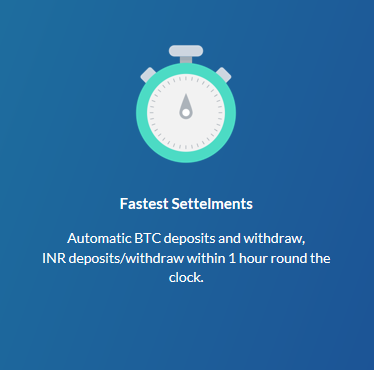 Fastest Settelments
Automatic BTC deposits and withdraw,
INR deposits/withdraw within 1 hour round the
clock.